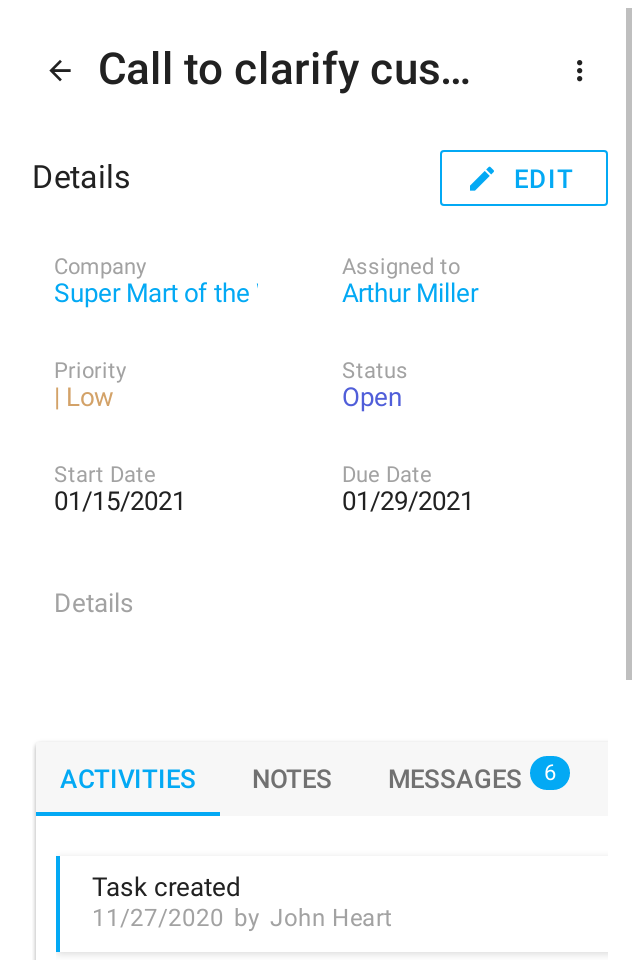 Call to clarify cus...
Details
EDIT
Company
Assigned to
Super Mart of the
Arthur Miller
Priority
Status
| Low
Open
Start Date
Due Date
01/15/2021
01/29/2021
Details
ACTIVITIES
NOTES
MESSAGES
6
Task created
11/27/2020 by John Heart